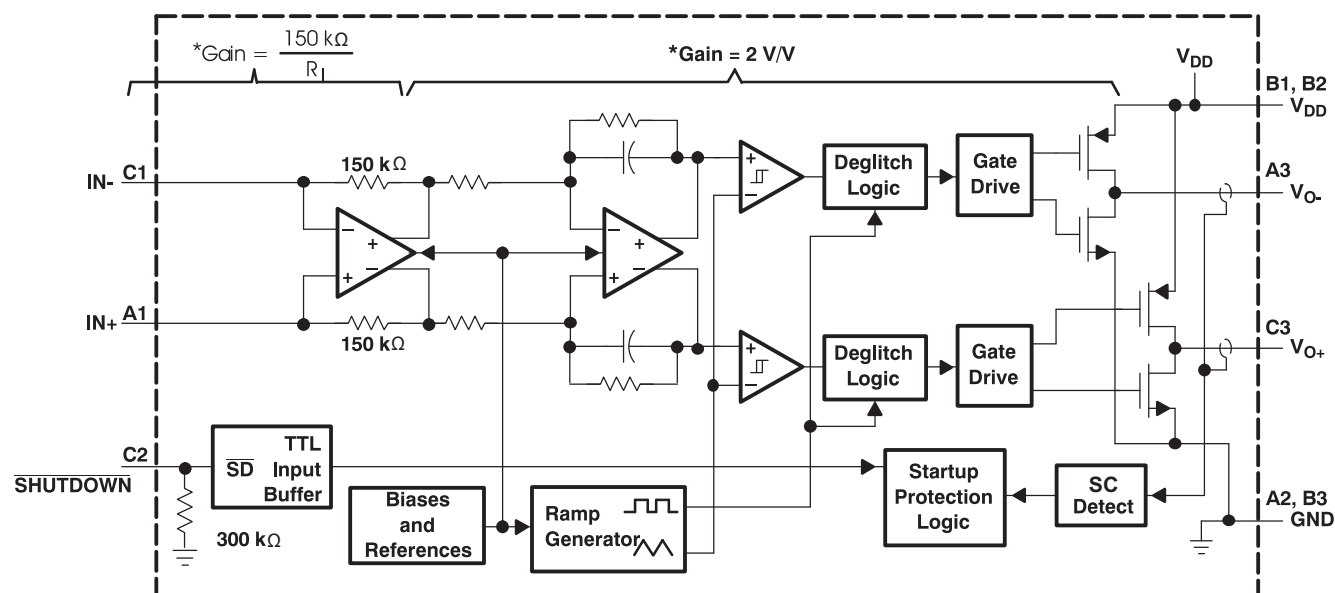 *Gain = 150 kΩ
R_I
*Gain = 2 V/V
V_DD
B1, B2
V_DD
IN- C1
150 kΩ
+
−
Deglitch
Logic
Gate
Drive
A3
V_O-
−
+
−
+
−
+
−
+
IN+ A1
150 kΩ
+
−
Deglitch
Logic
Gate
Drive
C3
V_O+
C2
SHUTDOWN
SD
TTL
Input
Buffer
300 kΩ
Biases
and
References
Ramp
Generator
Startup
Protection
Logic
SC
Detect
A2, B3
GND